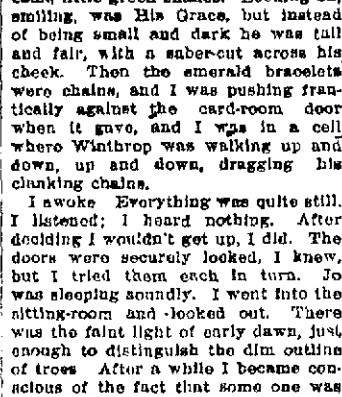 smiling, was His Grace, but instead
of being small and dark he was tall
and fair, with a saber-cut across his
cheek. Then the emerald bracelets
were chains, and I was pushing fran-
tically against the card-room door
when it gave, and I was in a cell
where Winthrop was walking up and
down, up and down, dragging his
clanking chains.
I awoke Everything was quite still.
I listened; I heard nothing. After
deciding I wouldn't get up, I did. The
doors were securely locked, I knew,
but I tried them each in turn. Jo
was sleeping soundly. I went into the
sitting-room and looked out. There
was the faint light of early dawn, just
enough to distinguish the dim outline
of trees After a while I became con-
scious of the fact that some one was